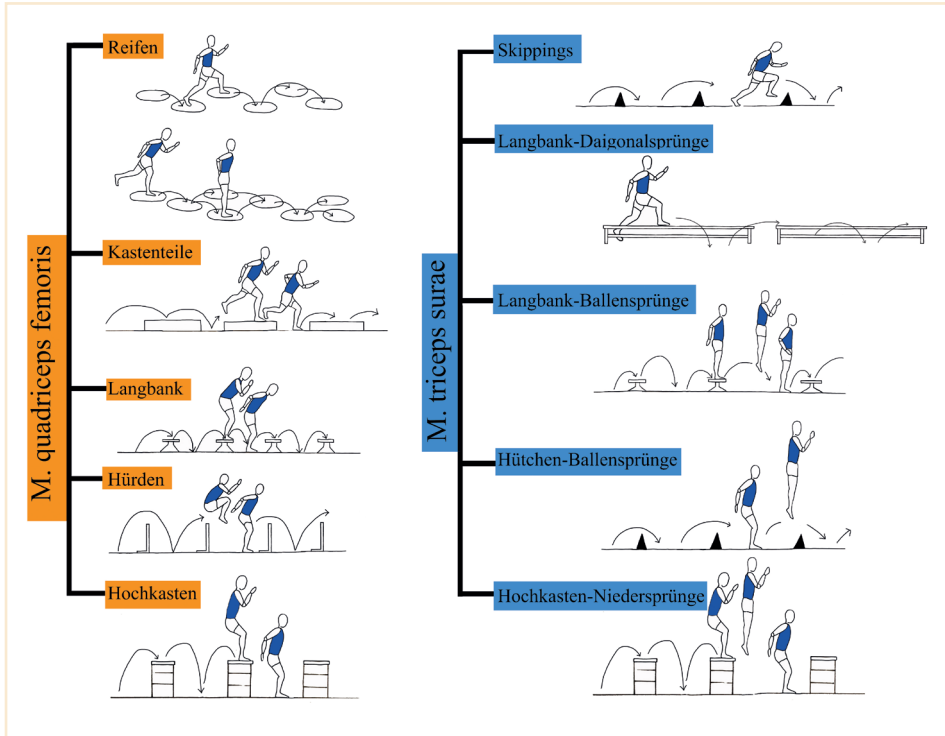 M. quadriceps femoris
Reifen
Kastenteile
Langbank
Hürden
Hochkasten
M. triceps surae
Skippings
Langbank-Daigonalsprünge
Langbank-Ballensprünge
Hütchen-Ballensprünge
Hochkasten-Niedersprünge